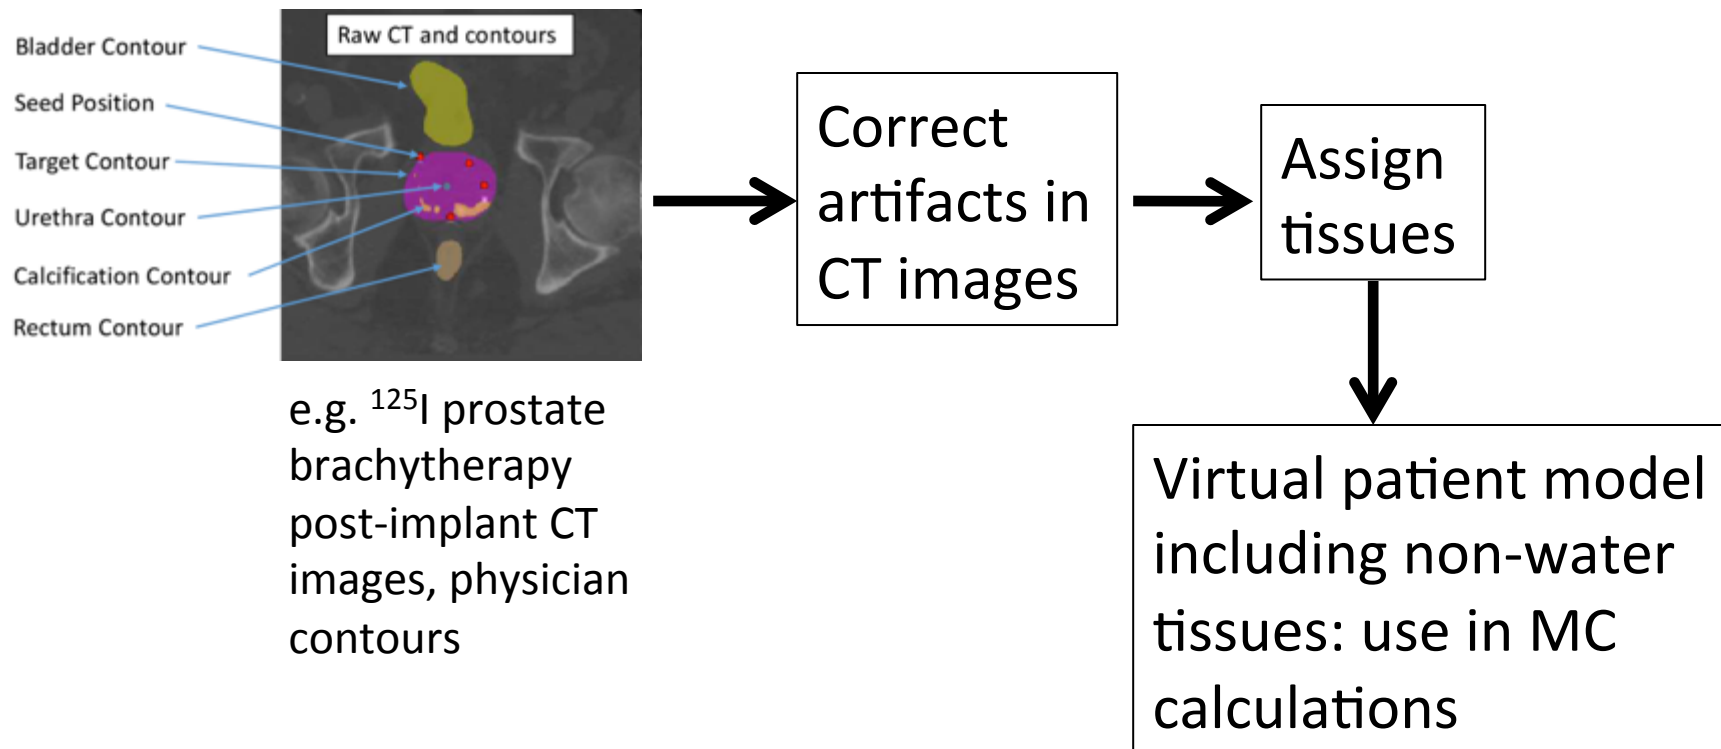 Raw CT and contours
Bladder Contour
Seed Position
Target Contour
Urethra Contour
Calcification Contour
Rectum Contour
e.g. ¹²⁵I prostate
brachytherapy
post-implant CT
images, physician
contours
Correct
artifacts in
CT images
Assign
tissues
Virtual patient model
including non-water
tissues: use in MC
calculations